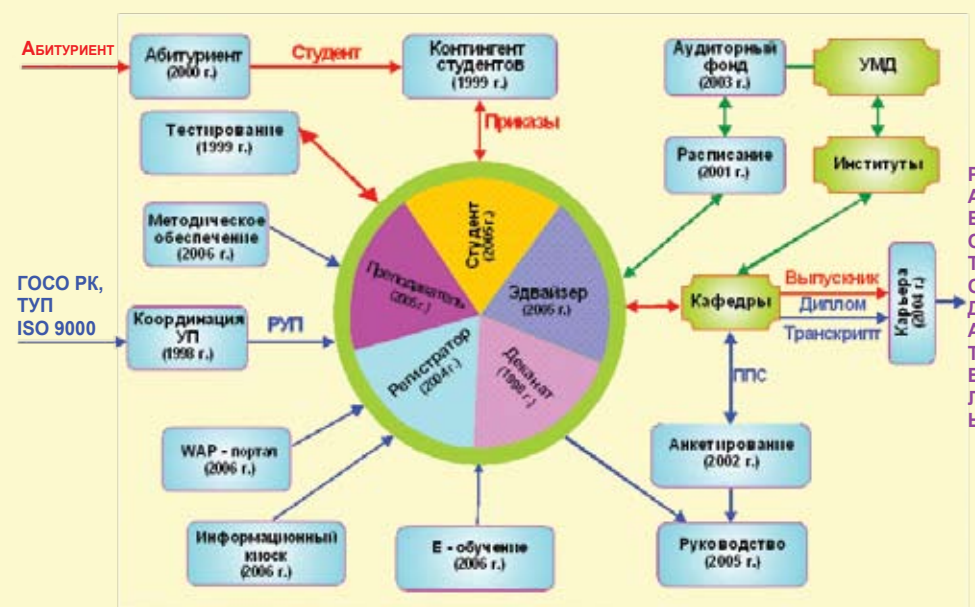 Абитуриент
Абитуриент
(2000 г.)
Студент
Контингент
студентов
(1999 г.)
Приказы
Тестирование
(1999 г.)
Аудиторный
фонд
(2003 г.)
УМД
Расписание
(2001 г.)
Институты
Методическое
обеспечение
(2006 г.)
ГОСО РК,
ТУП
ISO 9000
Координация
УП
(1998 г.)
РУП
Студент
(2005 г.)
Преподаватель
(2005 г.)
Эдвайзер
(2005 г.)
Регистратор
(2004 г.)
Деканат
(1998 г.)
Кафедры
Выпускник
Диплом
Транскрипт
Карьера
(2004 г.)
ППС
WAP - портал
(2006 г.)
Анкетирование
(2002 г.)
Информационный
киоск
(2006 г.)
Е - обучение
(2006 г.)
Руководство
(2005 г.)